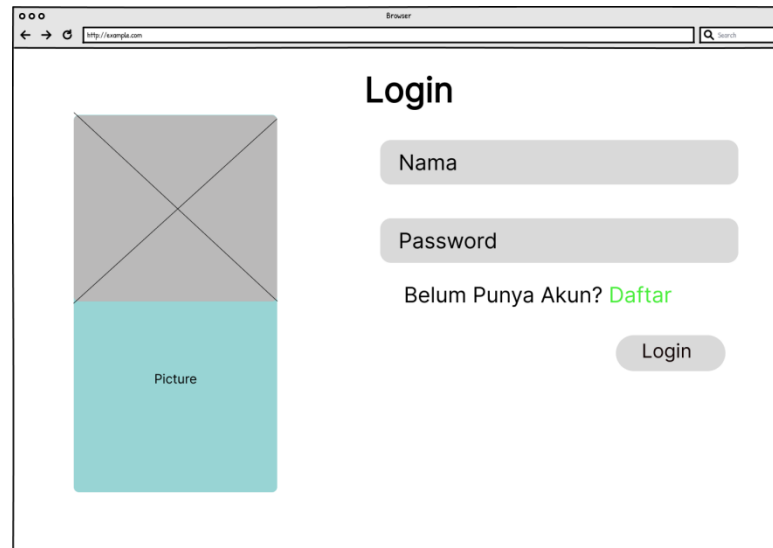 Browser
http://example.com
Search
Login
Nama
Password
Belum Punya Akun? Daftar
Login
Picture